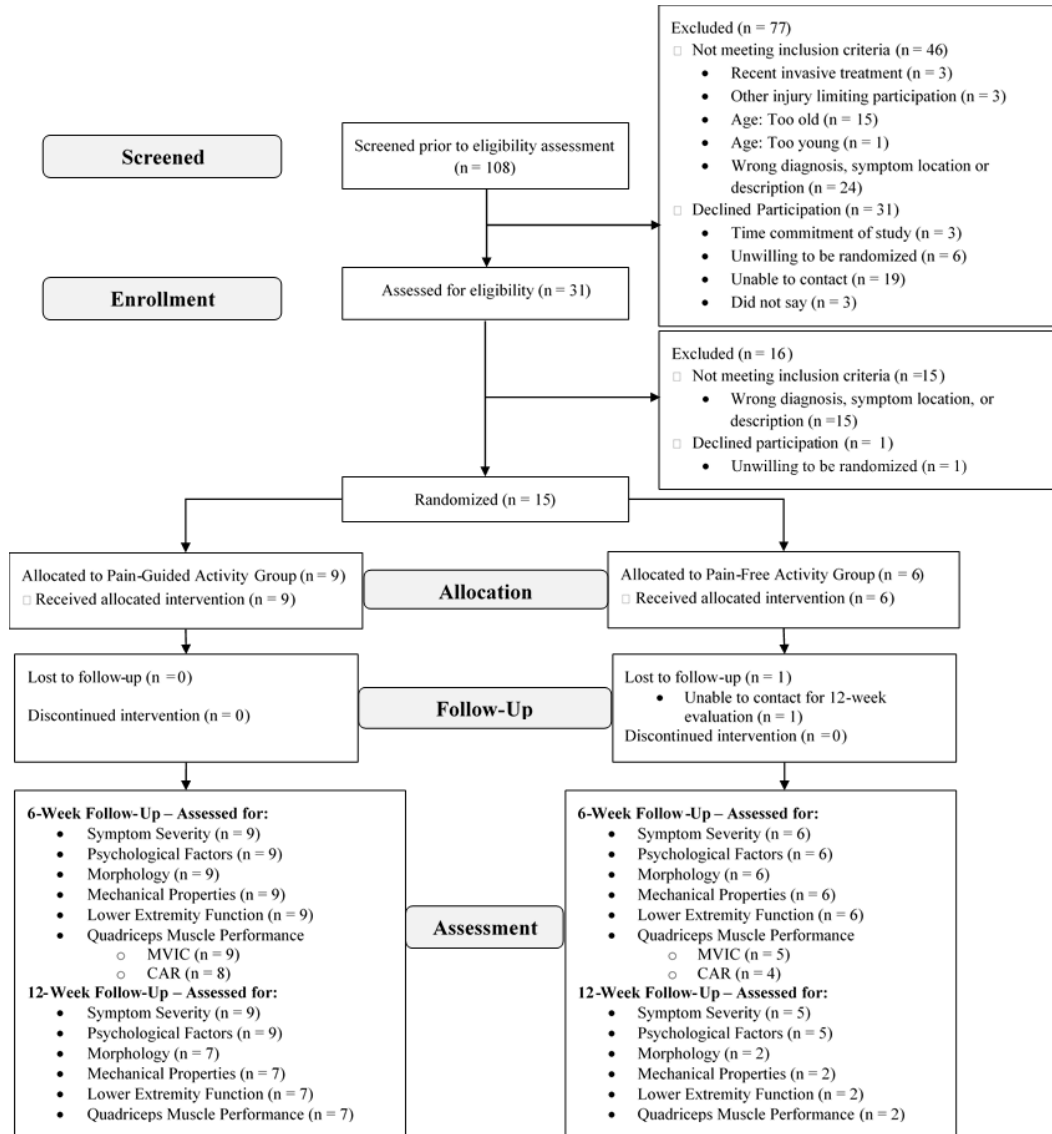 Excluded (n = 77)
Not meeting inclusion criteria (n = 46)
• Recent invasive treatment (n = 3)
• Other injury limiting participation (n = 3)
• Age: Too old (n = 15)
• Age: Too young (n = 1)
• Wrong diagnosis, symptom location or
description (n = 24)
Declined Participation (n = 31)
• Time commitment of study (n = 3)
• Unwilling to be randomized (n = 6)
• Unable to contact (n = 19)
• Did not say (n = 3)
Screened
Screened prior to eligibility assessment
(n = 108)
Enrollment
Assessed for eligibility (n = 31)
Excluded (n = 16)
Not meeting inclusion criteria (n =15)
• Wrong diagnosis, symptom location, or
description (n =15)
Declined participation (n = 1)
• Unwilling to be randomized (n = 1)
Randomized (n = 15)
Allocated to Pain-Guided Activity Group (n = 9)
Received allocated intervention (n = 9)
Allocation
Allocated to Pain-Free Activity Group (n = 6)
Received allocated intervention (n = 6)
Lost to follow-up (n =0)
Discontinued intervention (n = 0)
Follow-Up
Lost to follow-up (n = 1)
• Unable to contact for 12-week
evaluation (n = 1)
Discontinued intervention (n =0)
6-Week Follow-Up – Assessed for:
• Symptom Severity (n = 9)
• Psychological Factors (n = 9)
• Morphology (n = 9)
• Mechanical Properties (n = 9)
• Lower Extremity Function (n = 9)
• Quadriceps Muscle Performance
o MVIC (n = 9)
o CAR (n = 8)
12-Week Follow-Up – Assessed for:
• Symptom Severity (n = 9)
• Psychological Factors (n = 9)
• Morphology (n = 7)
• Mechanical Properties (n = 7)
• Lower Extremity Function (n = 7)
• Quadriceps Muscle Performance (n = 7)
Assessment
6-Week Follow-Up – Assessed for:
• Symptom Severity (n = 6)
• Psychological Factors (n = 6)
• Morphology (n = 6)
• Mechanical Properties (n = 6)
• Lower Extremity Function (n = 6)
• Quadriceps Muscle Performance
o MVIC (n = 5)
o CAR (n = 4)
12-Week Follow-Up – Assessed for:
• Symptom Severity (n = 5)
• Psychological Factors (n = 5)
• Morphology (n = 2)
• Mechanical Properties (n = 2)
• Lower Extremity Function (n = 2)
• Quadriceps Muscle Performance (n = 2)